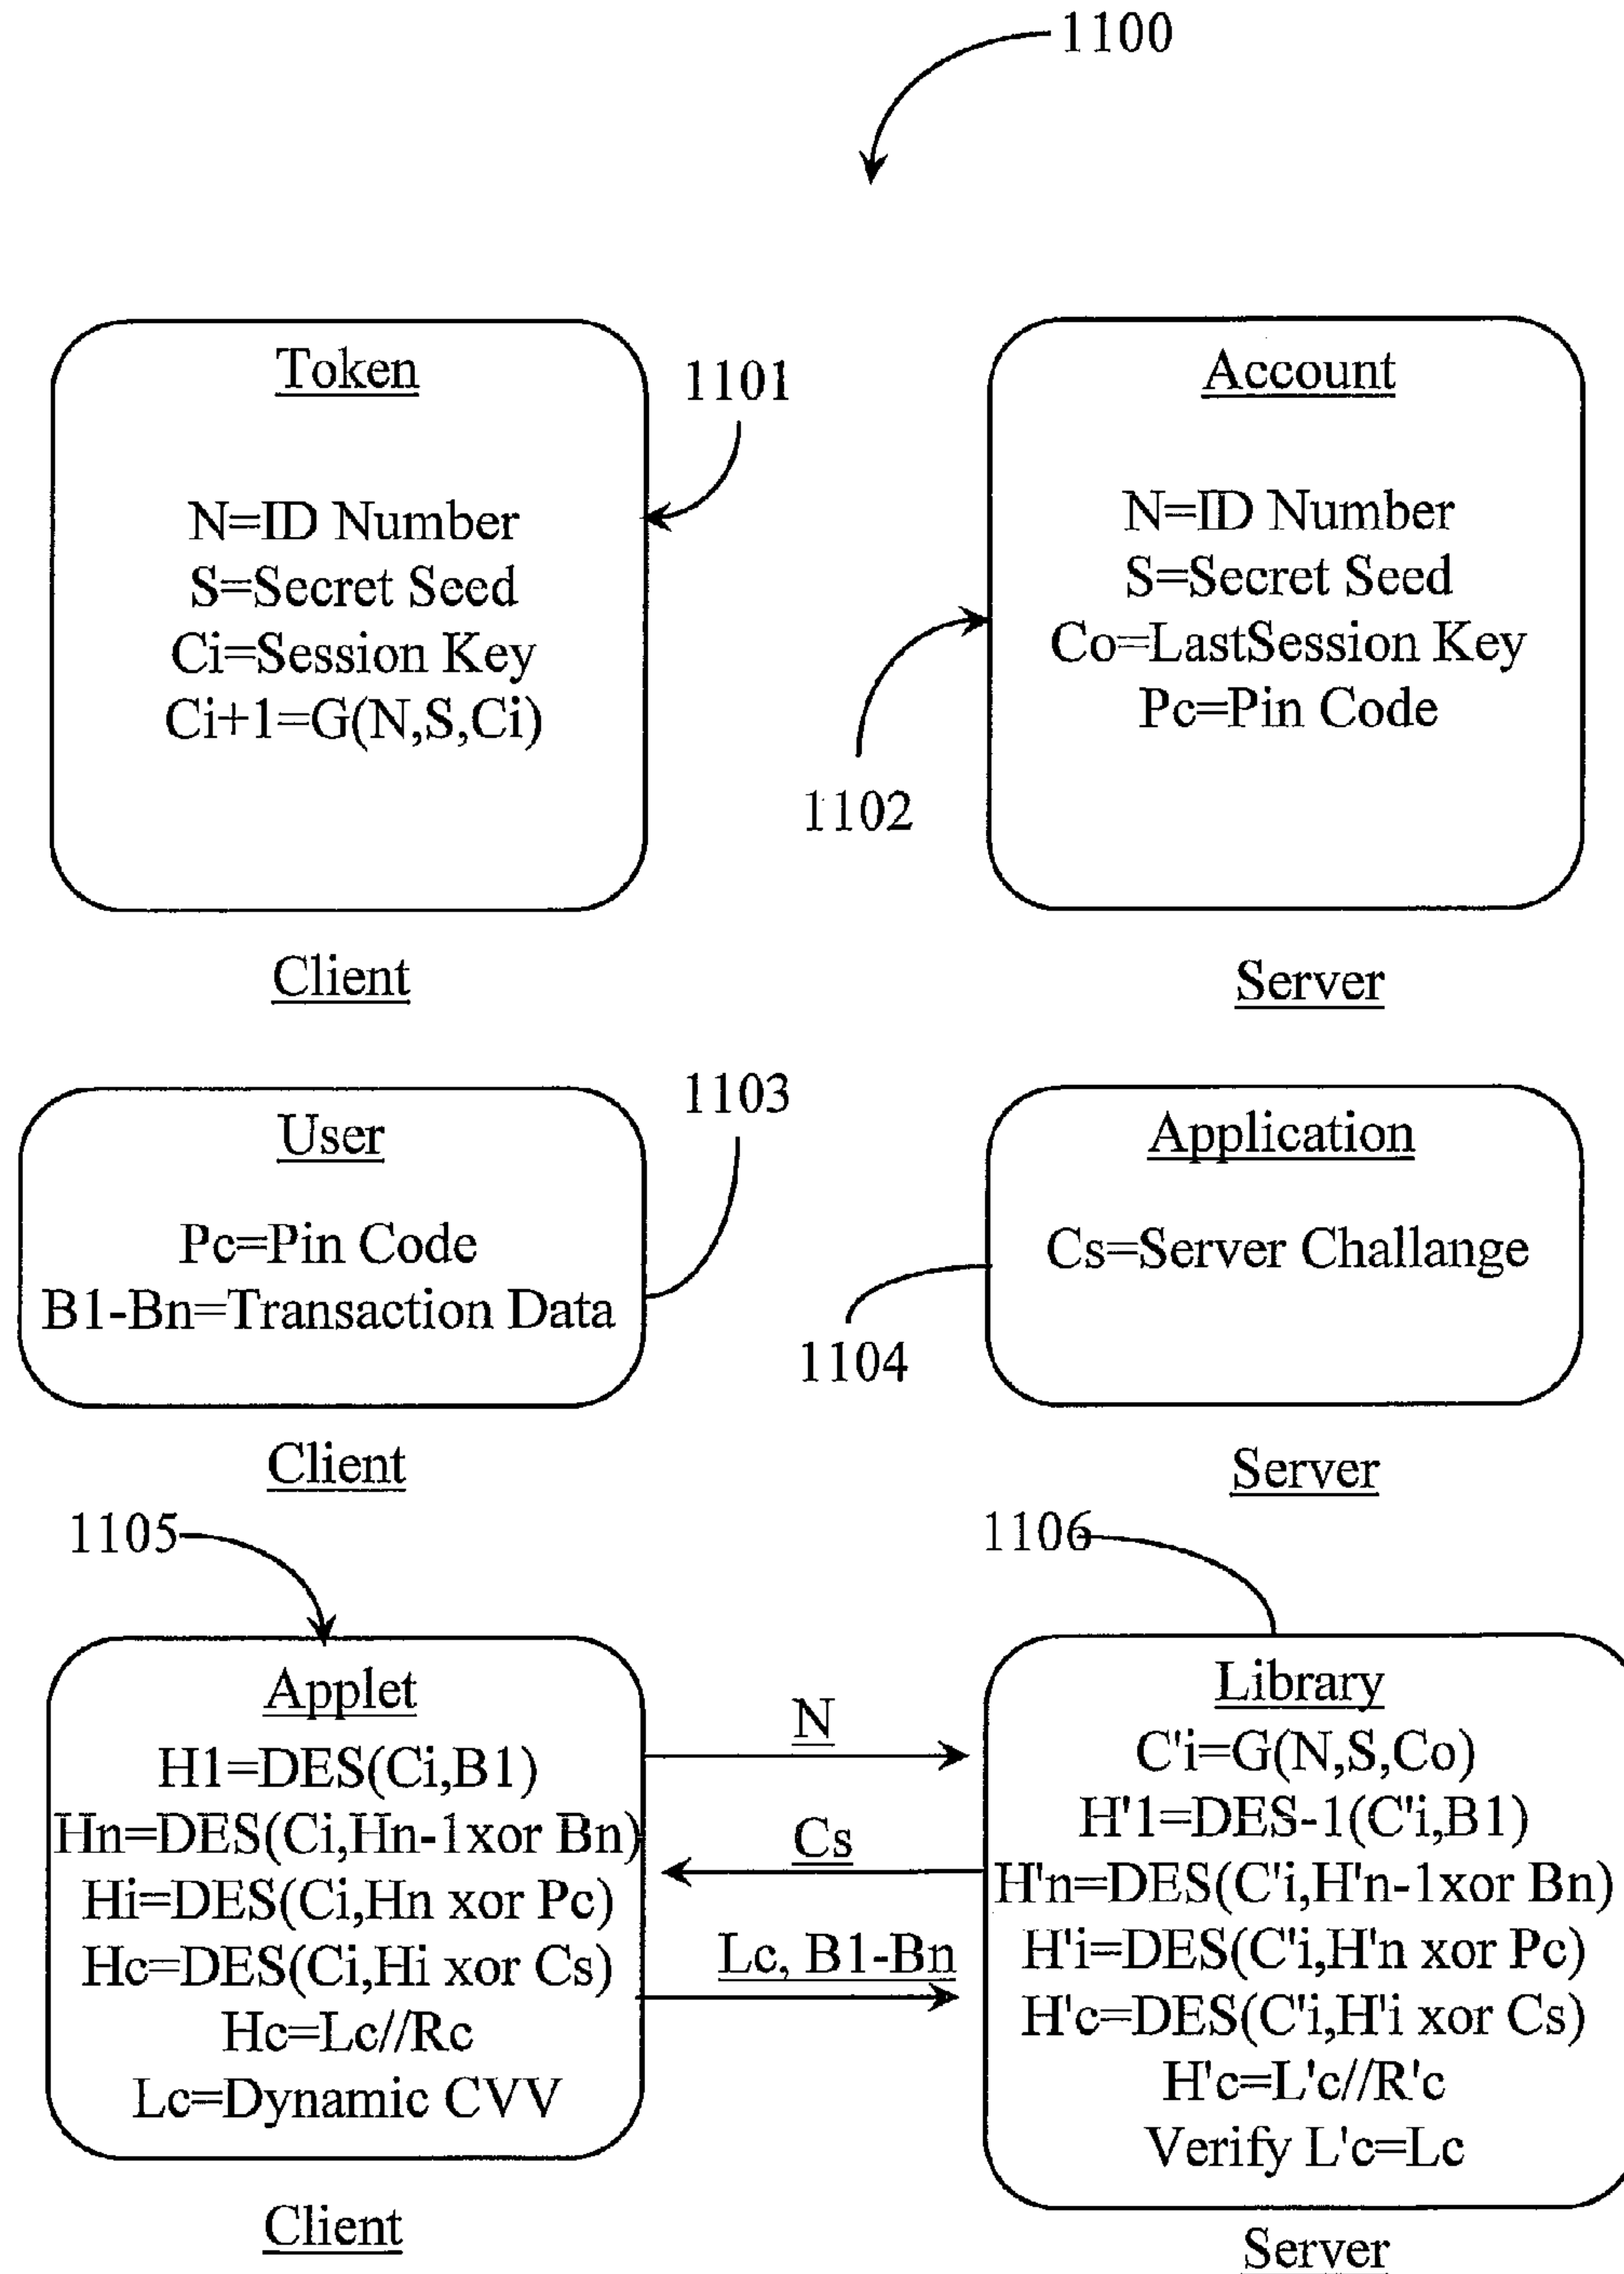 1100
Token
N=ID Number
S=Secret Seed
Ci=Session Key
Ci+1=G(N,S,Ci)
1101
Client
Account
N=ID Number
S=Secret Seed
Co=LastSession Key
Pc=Pin Code
1102
Server
User
Pc=Pin Code
B1-Bn=Transaction Data
1103
Client
Application
Cs=Server Challange
1104
Server
1105
Applet
H1=DES(Ci,B1)
Hn=DES(Ci,Hn-1xor Bn)
Hi=DES(Ci,Hn xor Pc)
Hc=DES(Ci,Hi xor Cs)
Hc=Lc//Rc
Lc=Dynamic CVV
Client
N
Cs
Lc, B1-Bn
1106
Library
C'i=G(N,S,Co)
H'1=DES-1(C'i,B1)
H'n=DES(C'i,H'n-1xor Bn)
H'i=DES(C'i,H'n xor Pc)
H'c=DES(C'i,H'i xor Cs)
H'c=L'c//R'c
Verify L'c=Lc
Server